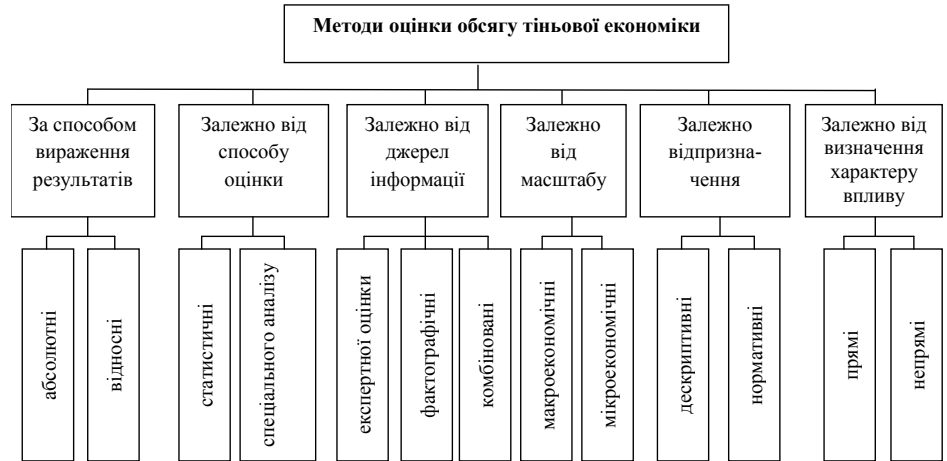 Методи оцінки обсягу тіньової економіки
За способом
вираження
результатів
Залежно від
способу
оцінки
Залежно від
джерел
інформації
Залежно
від
масштабу
Залежно
відпризна-
чення
Залежно від
визначення
характеру
впливу
абсолютні
відносні
статистичні
спеціального аналізу
експертної оцінки
фактографічні
комбіновані
макроекономічні
мікроекономічні
дескриптивні
нормативні
прямі
непрямі